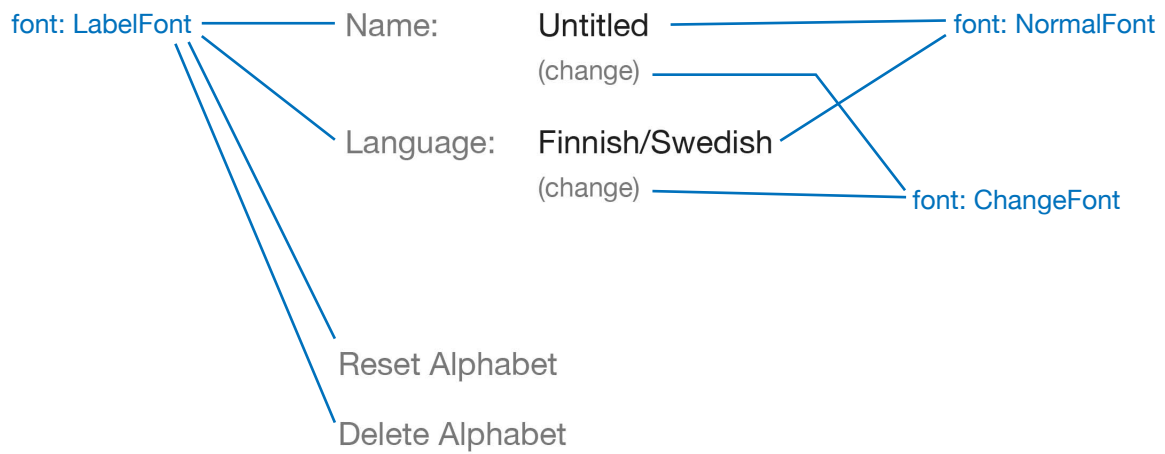 font: LabelFont Name: Untitled font: NormalFont
(change)
Language: Finnish/Swedish
(change)
font: ChangeFont
Reset Alphabet
Delete Alphabet